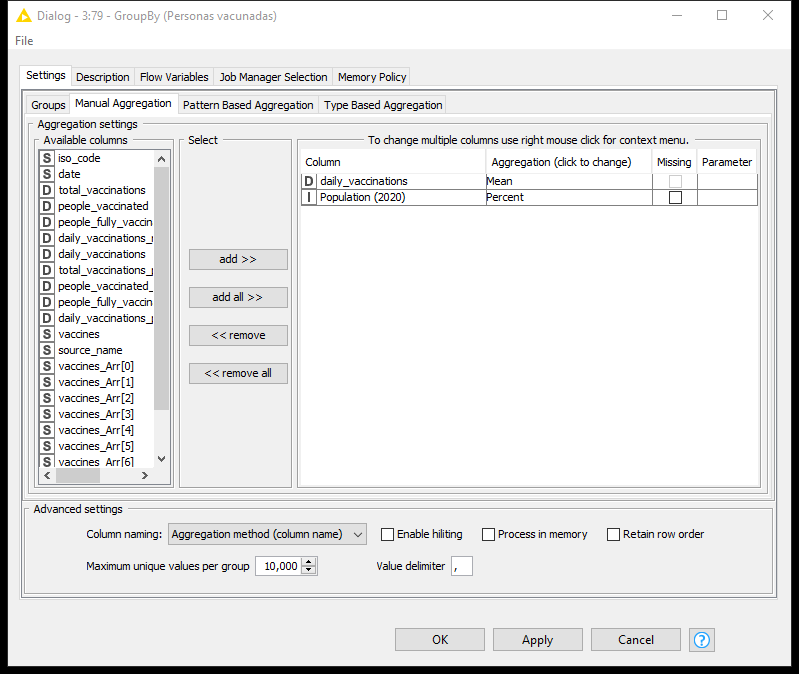 Dialog - 3:79 - GroupBy (Personas vacunadas)
File
Settings Description Flow Variables Job Manager Selection Memory Policy
Groups Manual Aggregation Pattern Based Aggregation Type Based Aggregation
Aggregation settings
Available columns
S iso_code
S date
D total_vaccinations
D people_vaccinated
D people_fully_vaccin
D daily_vaccinations_
D daily_vaccinations
D total_vaccinations_
D people_vaccinated_
D people_fully_vaccin
D daily_vaccinations_
S vaccines
S source_name
S vaccines_Arr[0]
S vaccines_Arr[1]
S vaccines_Arr[2]
S vaccines_Arr[3]
S vaccines_Arr[4]
S vaccines_Arr[5]
S vaccines_Arr[6]
Select
add >>
add all >>
<< remove
<< remove all
To change multiple columns use right mouse click for context menu.
Column Aggregation (click to change) Missing Parameter
D daily_vaccinations Mean
I Population (2020) Percent
Advanced settings
Column naming: Aggregation method (column name) Enable hiliting Process in memory Retain row order
Maximum unique values per group 10,000 Value delimiter ,
OK Apply Cancel ?